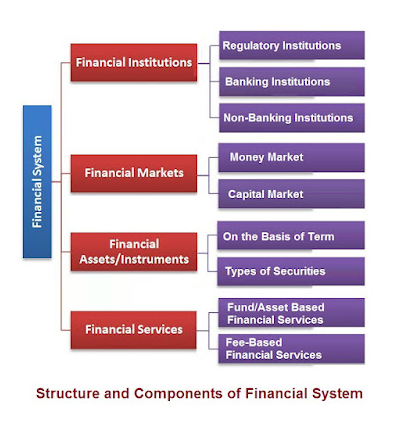 Financial System
Financial Institutions
Regulatory Institutions
Banking Institutions
Non-Banking Institutions
Financial Markets
Money Market
Capital Market
Financial
Assets/Instruments
On the Basis of Term
Types of Securities
Financial Services
Fund/Asset Based
Financial Services
Fee-Based
Financial Services
Structure and Components of Financial System